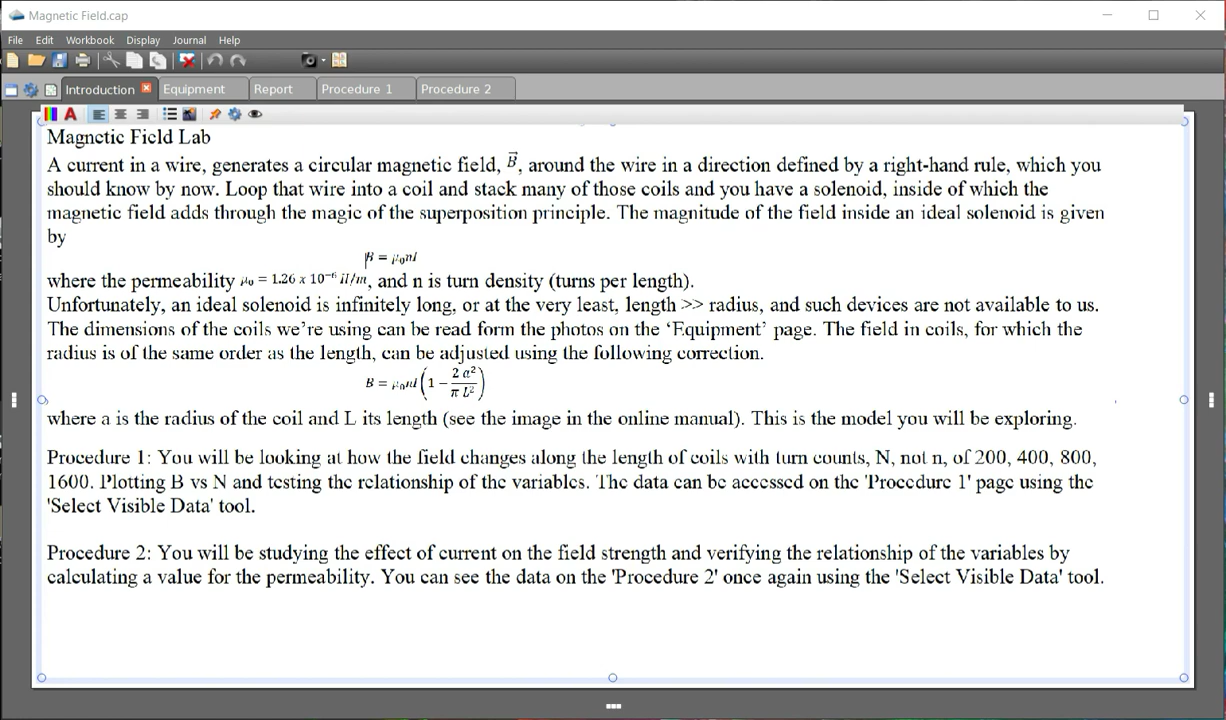 Magnetic Field.cap
File Edit Workbook Display Journal Help
Introduction Equipment Report Procedure 1 Procedure 2
Magnetic Field Lab
A current in a wire, generates a circular magnetic field, B⃗, around the wire in a direction defined by a right-hand rule, which you
should know by now. Loop that wire into a coil and stack many of those coils and you have a solenoid, inside of which the
magnetic field adds through the magic of the superposition principle. The magnitude of the field inside an ideal solenoid is given
by
B = μ₀nI
where the permeability μ₀ = 1.26 x 10⁻⁶ H/m, and n is turn density (turns per length).
Unfortunately, an ideal solenoid is infinitely long, or at the very least, length >> radius, and such devices are not available to us.
The dimensions of the coils we're using can be read form the photos on the 'Equipment' page. The field in coils, for which the
radius is of the same order as the length, can be adjusted using the following correction.
B = μ₀nI(1 − 2 a²/π L²)
where a is the radius of the coil and L its length (see the image in the online manual). This is the model you will be exploring.
Procedure 1: You will be looking at how the field changes along the length of coils with turn counts, N, not n, of 200, 400, 800,
1600. Plotting B vs N and testing the relationship of the variables. The data can be accessed on the 'Procedure 1' page using the
'Select Visible Data' tool.
Procedure 2: You will be studying the effect of current on the field strength and verifying the relationship of the variables by
calculating a value for the permeability. You can see the data on the 'Procedure 2' once again using the 'Select Visible Data' tool.